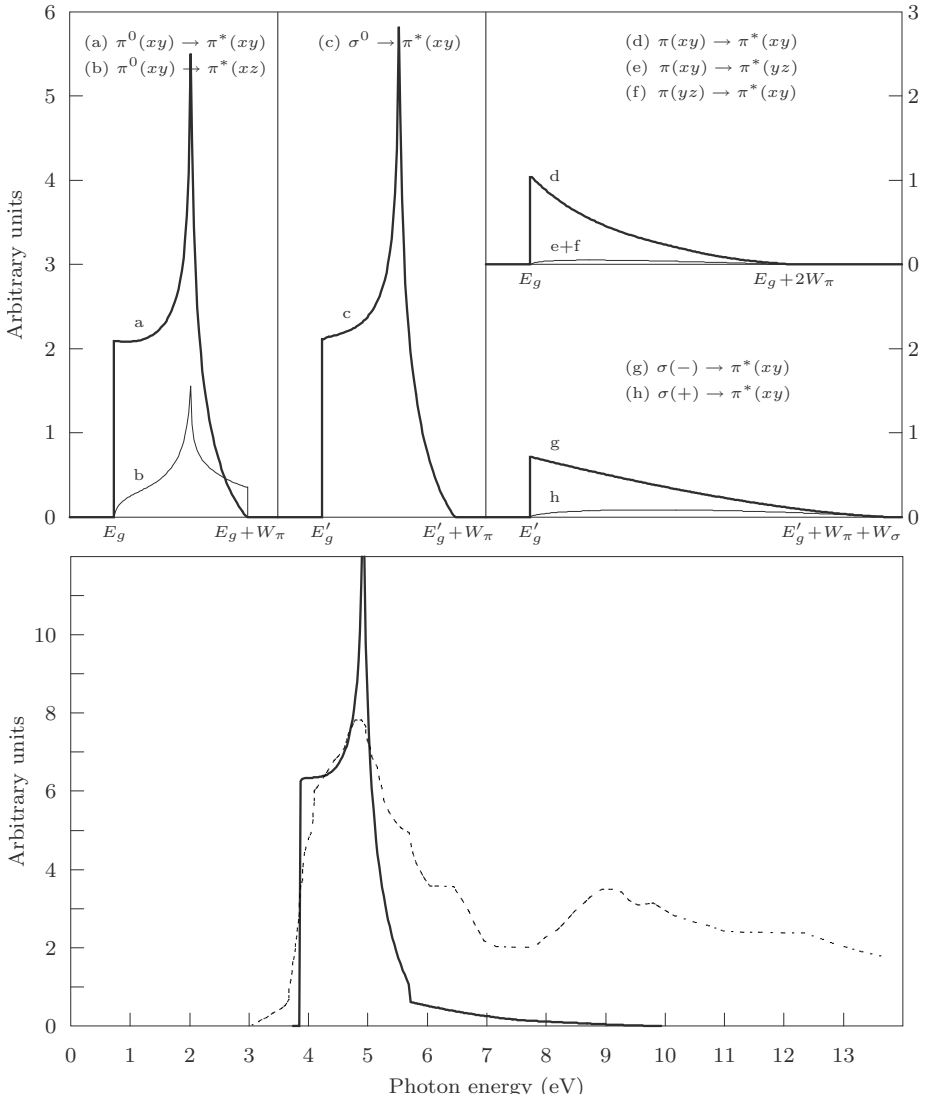 6
5
4
3
2
1
0
Arbitrary units
(a) π⁰(xy) → π*(xy)
(b) π⁰(xy) → π*(xz)
a
b
E_g
E_g + W_π
(c) σ⁰ → π*(xy)
c
E′_g
E′_g + W_π
(d) π(xy) → π*(xy)
(e) π(xy) → π*(yz)
(f) π(yz) → π*(xy)
d
e+f
E_g
E_g + 2W_π
3
2
1
0
(g) σ(−) → π*(xy)
(h) σ(+) → π*(xy)
g
h
E′_g
E′_g + W_π + W_σ
2
1
0
10
8
6
4
2
0
Arbitrary units
0 1 2 3 4 5 6 7 8 9 10 11 12 13
Photon energy (eV)